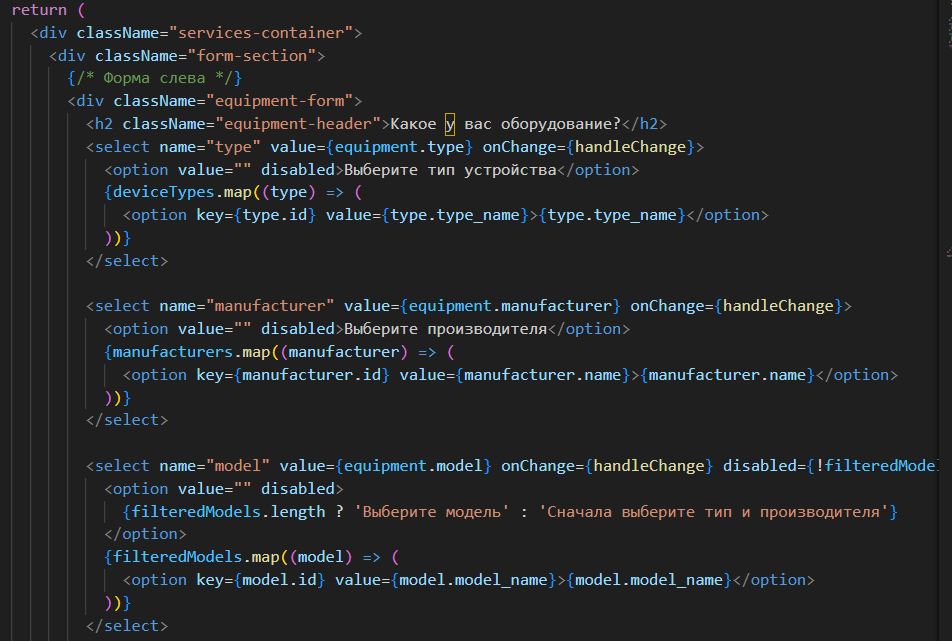 return (
<div className="services-container">
<div className="form-section">
{/* Форма слева */}
<div className="equipment-form">
<h2 className="equipment-header">Какое у вас оборудование?</h2>
<select name="type" value={equipment.type} onChange={handleChange}>
<option value="" disabled>Выберите тип устройства</option>
{deviceTypes.map((type) => (
<option key={type.id} value={type.type_name}>{type.type_name}</option>
))}
</select>
<select name="manufacturer" value={equipment.manufacturer} onChange={handleChange}>
<option value="" disabled>Выберите производителя</option>
{manufacturers.map((manufacturer) => (
<option key={manufacturer.id} value={manufacturer.name}>{manufacturer.name}</option>
))}
</select>
<select name="model" value={equipment.model} onChange={handleChange} disabled={!filteredModel
<option value="" disabled>
{filteredModels.length ? 'Выберите модель' : 'Сначала выберите тип и производителя'}
</option>
{filteredModels.map((model) => (
<option key={model.id} value={model.model_name}>{model.model_name}</option>
))}
</select>